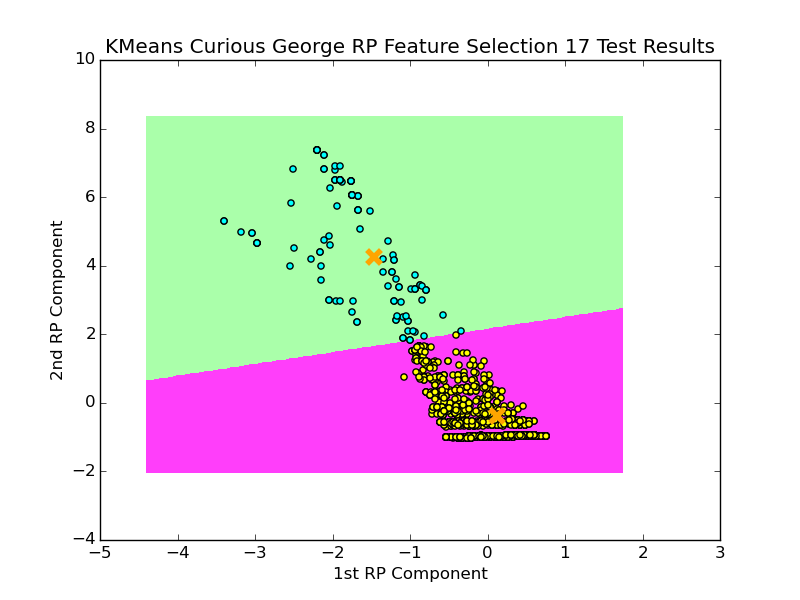 KMeans Curious George RP Feature Selection 17 Test Results
10
8
6
4
2
0
−2
−4
2nd RP Component
−5 −4 −3 −2 −1 0 1 2 3
1st RP Component